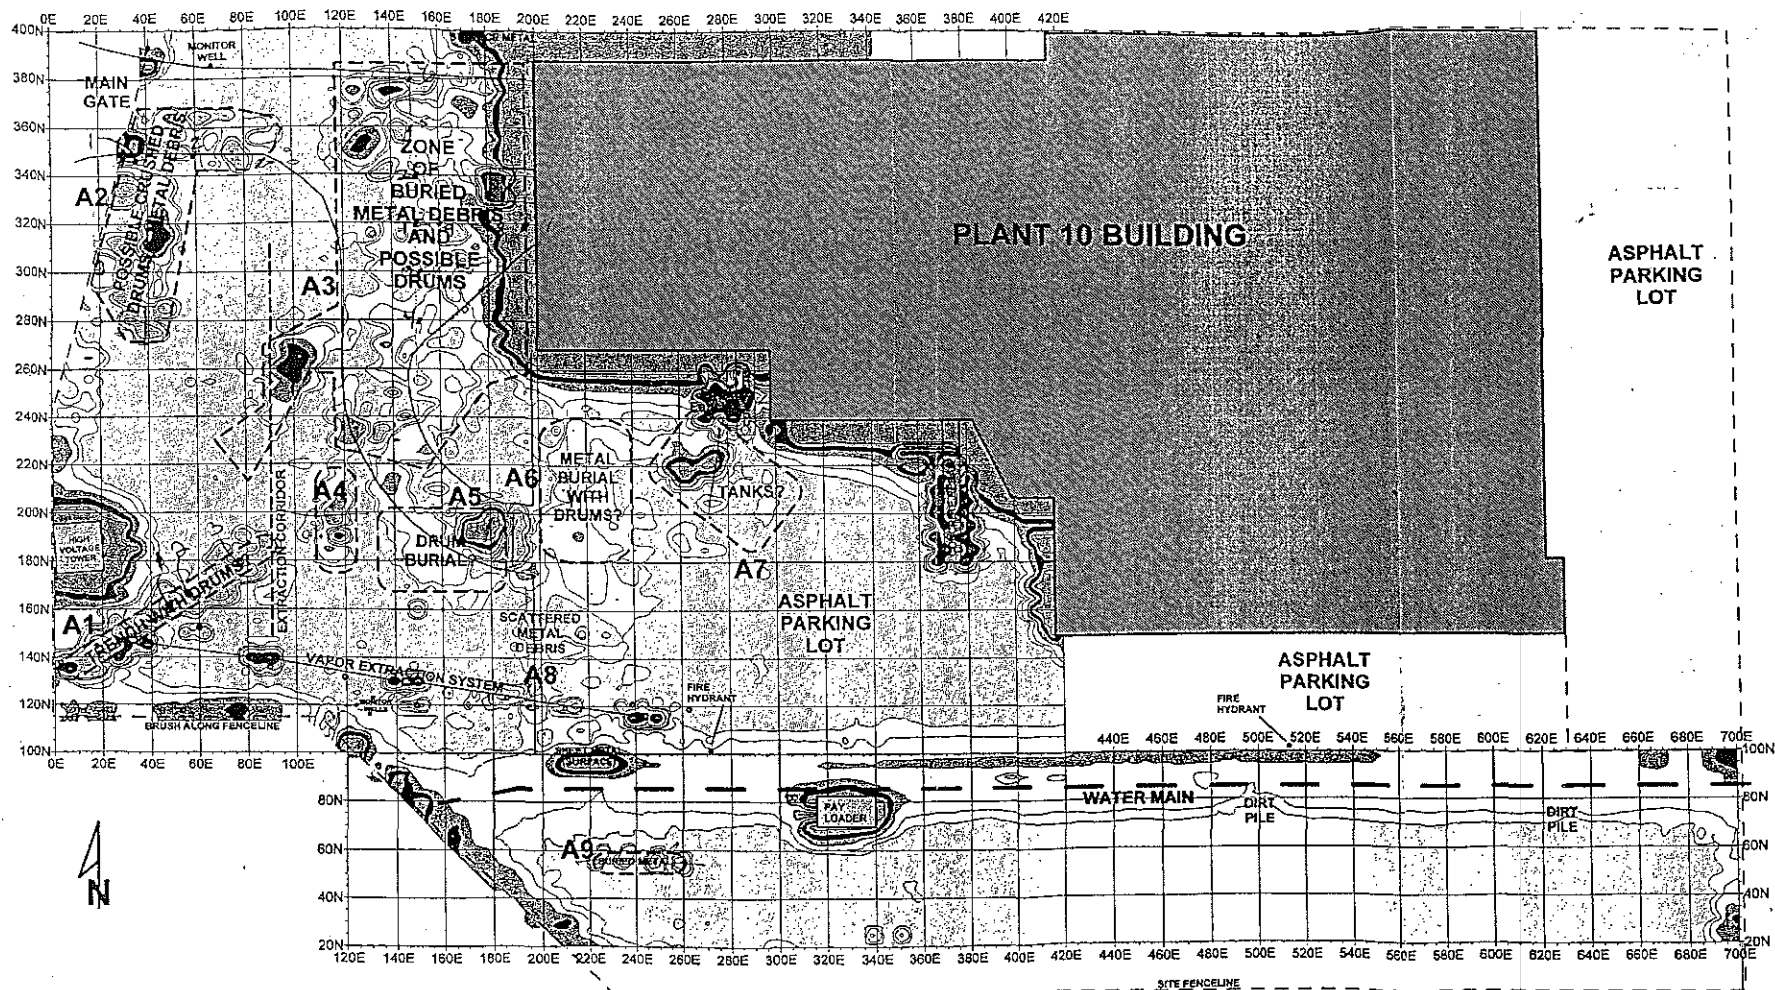 0E 20E 40E 60E 80E 100E 120E 140E 160E 180E 200E 220E 240E 260E 280E 300E 320E 340E 360E 380E 400E 420E
400N
MONITOR
WELL
380N
MAIN
GATE
360N
340N
320N
300N
280N
260N
240N
220N
200N
180N
160N
140N
120N
100N
POSSIBLE CRUSHED
DRUMS
METAL DEBRIS
A2
ZONE
OF
BURIED
METAL DEBRIS
AND
POSSIBLE
DRUMS
A3
PLANT 10 BUILDING
ASPHALT
PARKING
LOT
A4
A5
A6
METAL
BURIAL
WITH
DRUMS?
TANKS?
A7
DRUM
BURIAL?
EXTRACTION CORRIDOR
HIGH
VOLTAGE
TOWER
A1
TRENCH WITH DRUMS
SCATTERED
METAL
DEBRIS
A8
VAPOR EXTRACTION SYSTEM
ASPHALT
PARKING
LOT
ASPHALT
PARKING
LOT
FIRE
HYDRANT
FIRE
HYDRANT
BRUSH ALONG FENCELINE
0E 20E 40E 60E 80E 100E
440E 460E 480E 500E 520E 540E 560E 580E 600E 620E 640E 660E 680E 700E
100N
SURFACE
80N
PAY
LOADER
WATER MAIN
DIRT
PILE
DIRT
PILE
80N
60N
A9
BURIED METAL
60N
40N
40N
20N
20N
N
120E 140E 160E 180E 200E 220E 240E 260E 280E 300E 320E 340E 360E 380E 400E 420E 440E 460E 480E 500E 520E 540E 560E 580E 600E 620E 640E 660E 680E 700E
SITE FENCELINE